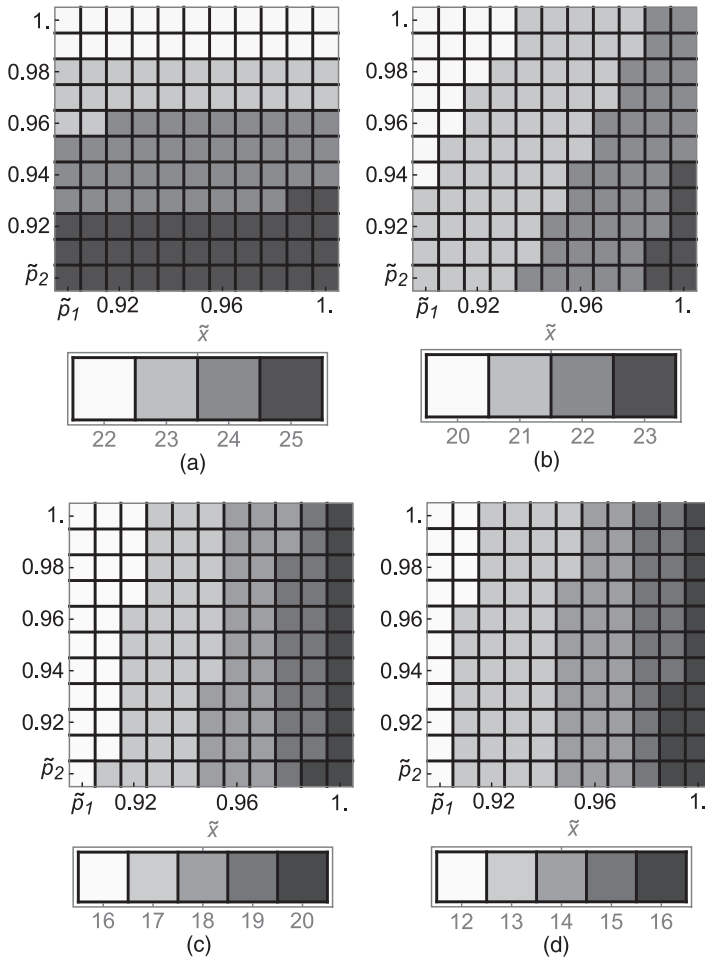 1. 1.
0.98 0.98
0.96 0.96
0.94 0.94
0.92 0.92
p̃2 p̃2
p̃1 0.92 0.96 1. p̃1 0.92 0.96 1.
x̃ x̃
22 23 24 25 20 21 22 23
(a) (b)
1. 1.
0.98 0.98
0.96 0.96
0.94 0.94
0.92 0.92
p̃2 p̃2
p̃1 0.92 0.96 1. p̃1 0.92 0.96 1.
x̃ x̃
16 17 18 19 20 12 13 14 15 16
(c) (d)